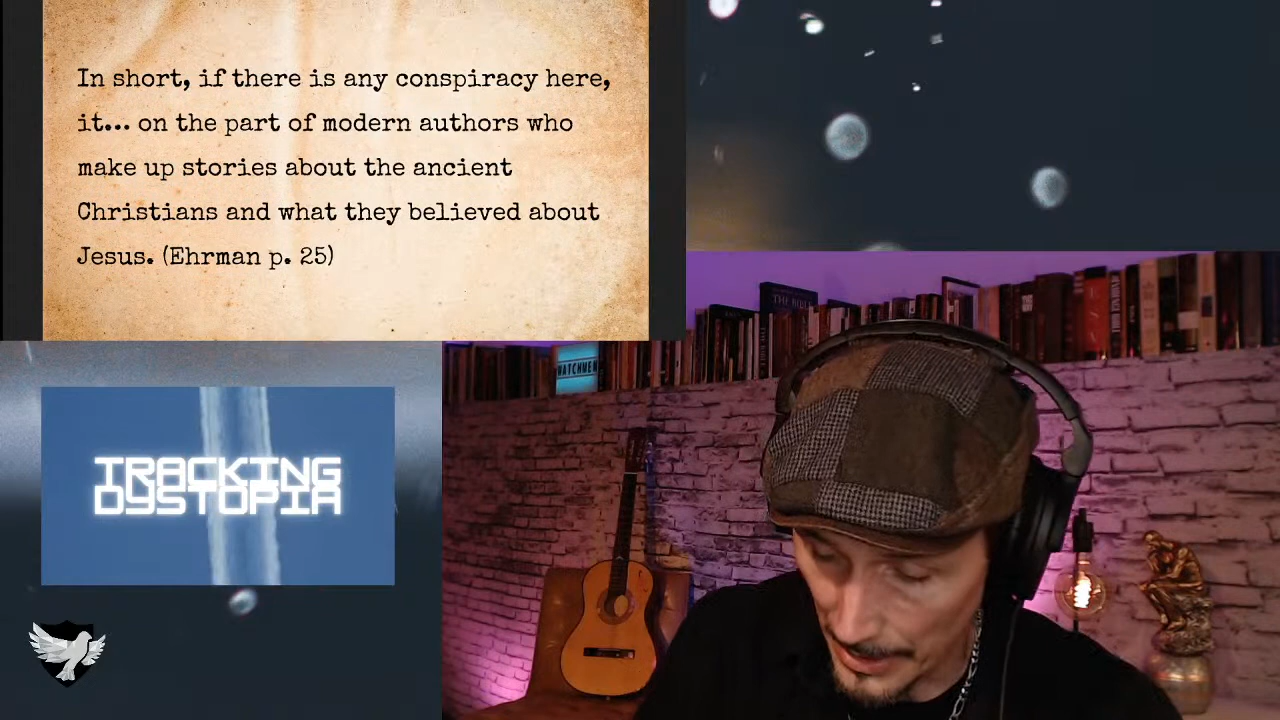 In short, if there is any conspiracy here,
it... on the part of modern authors who
make up stories about the ancient
Christians and what they believed about
Jesus. (Ehrman p. 25)
THE BIBLE
WATCHMEN
TRACKING
DYSTOPIA